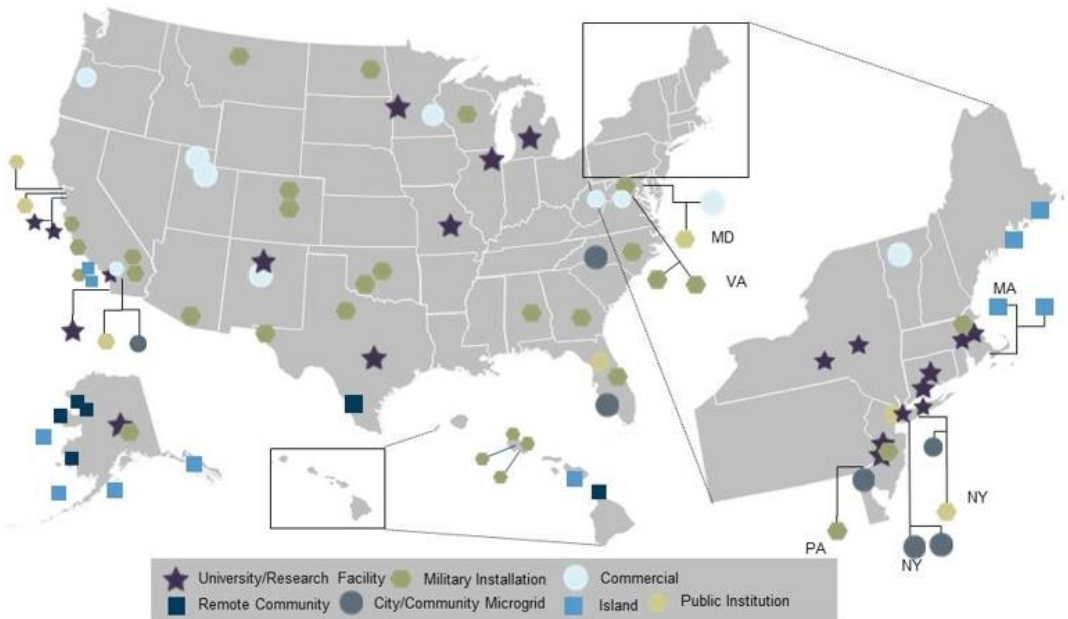 MD
VA
MA
NY
PA
NY
University/Research Facility Military Installation Commercial
Remote Community City/Community Microgrid Island Public Institution